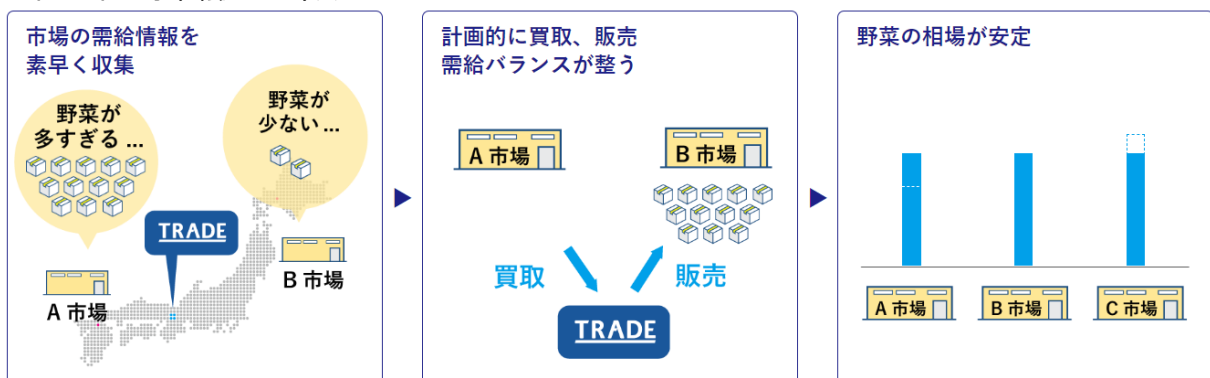 市場の需給情報を
素早く収集
野菜が
多すぎる ...
野菜が
少ない ...
TRADE
A 市場
B 市場
計画的に買取、販売
需給バランスが整う
A 市場
B 市場
買取
販売
TRADE
野菜の相場が安定
A 市場
B 市場
C 市場